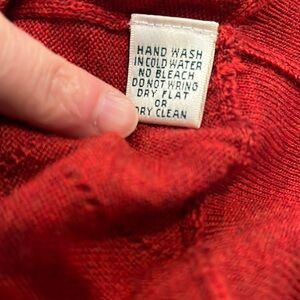 HAND WASH
IN COLD WATER
NO BLEACH
DO NOT WRING
DRY FLAT
OR
DRY CLEAN